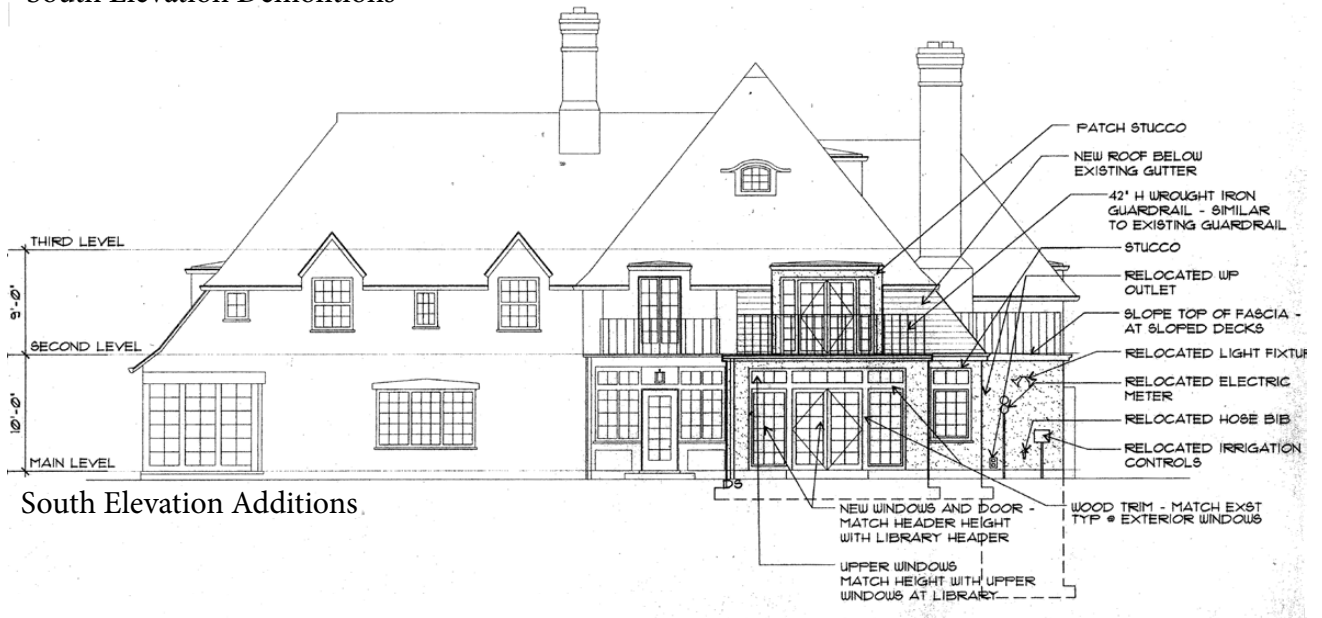 South Elevation Demolitions
PATCH STUCCO
NEW ROOF BELOW
EXISTING GUTTER
42" H WROUGHT IRON
GUARDRAIL - SIMILAR
TO EXISTING GUARDRAIL
STUCCO
RELOCATED WP
OUTLET
SLOPE TOP OF FASCIA -
AT SLOPED DECKS
RELOCATED LIGHT FIXTU
RELOCATED ELECTRIC
METER
RELOCATED HOSE BIB
RELOCATED IRRIGATION
CONTROLS
THIRD LEVEL
9'-0"
SECOND LEVEL
10'-0"
MAIN LEVEL
South Elevation Additions
DS
NEW WINDOWS AND DOOR -
MATCH HEADER HEIGHT
WITH LIBRARY HEADER
WOOD TRIM - MATCH EXST
TYP @ EXTERIOR WINDOWS
UPPER WINDOWS
MATCH HEIGHT WITH UPPER
WINDOWS AT LIBRARY